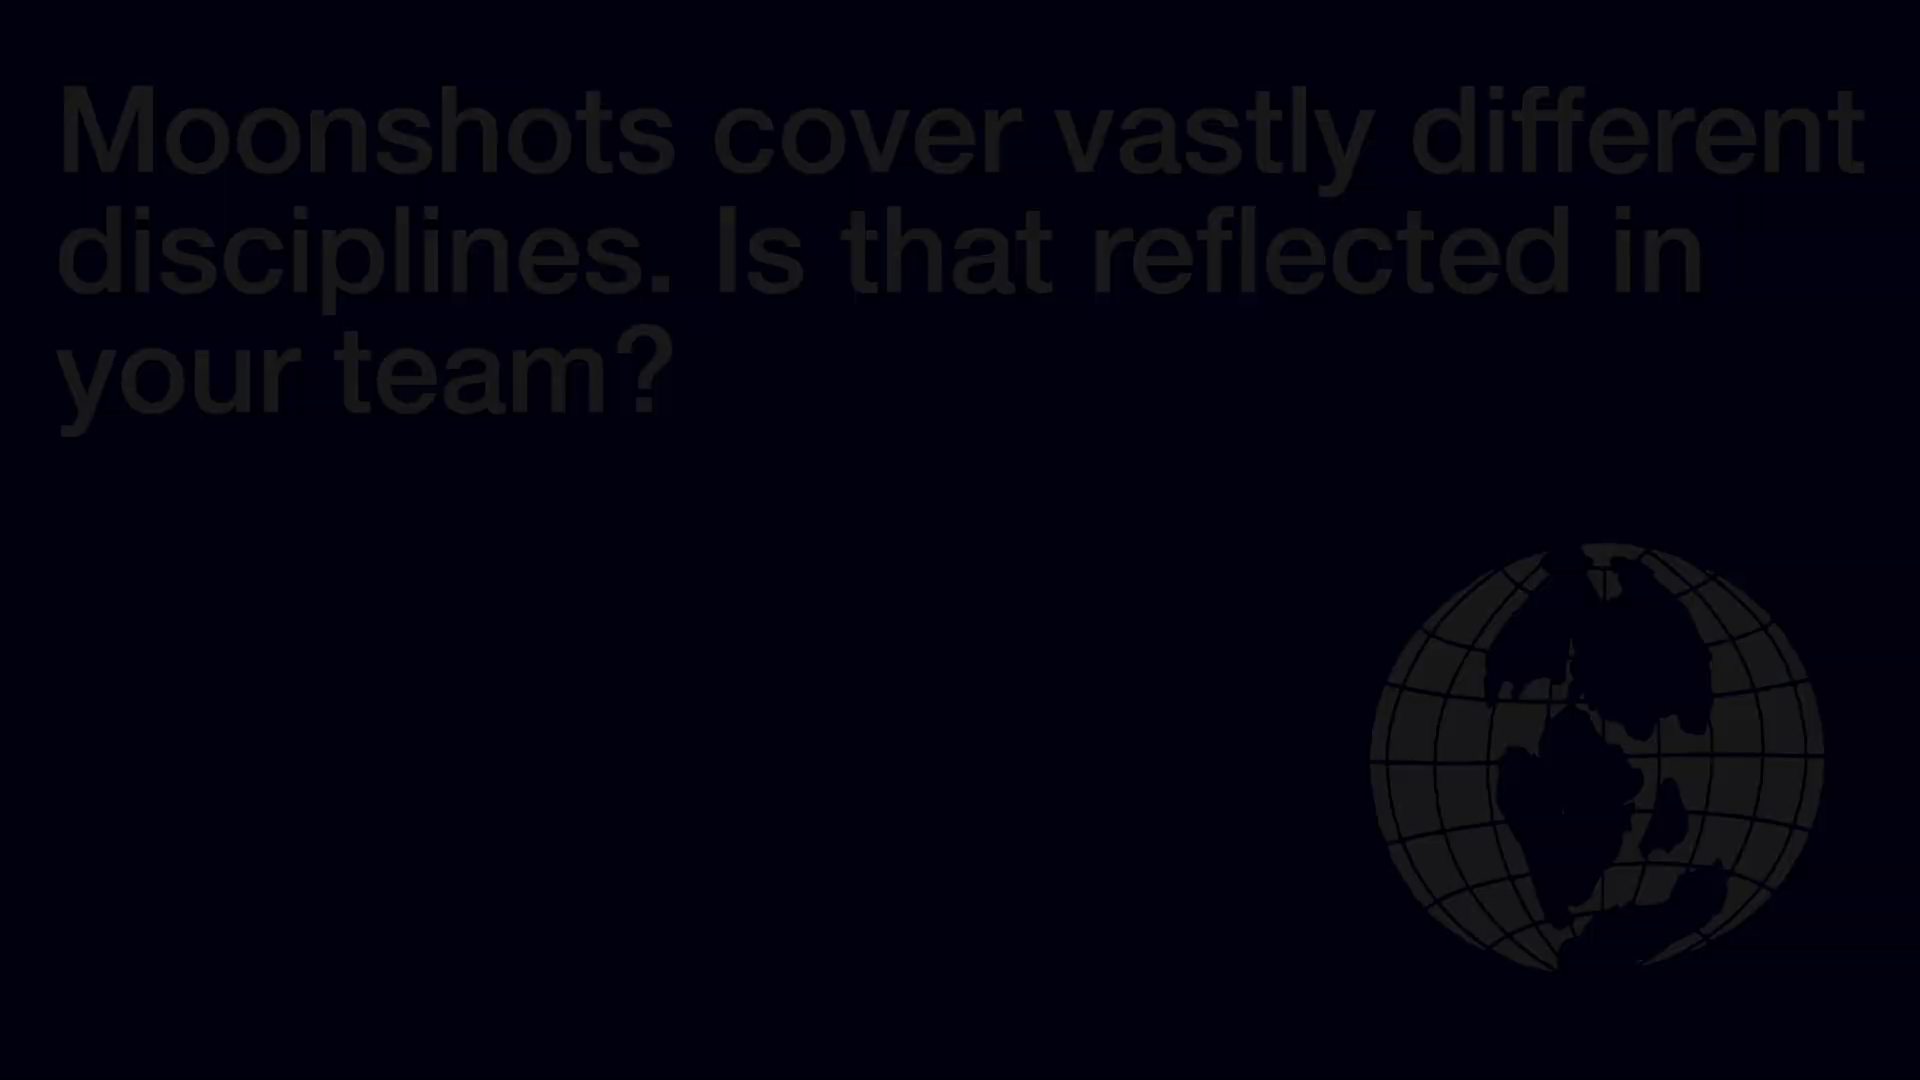 Moonshots cover vastly different
disciplines. Is that reflected in
your team?